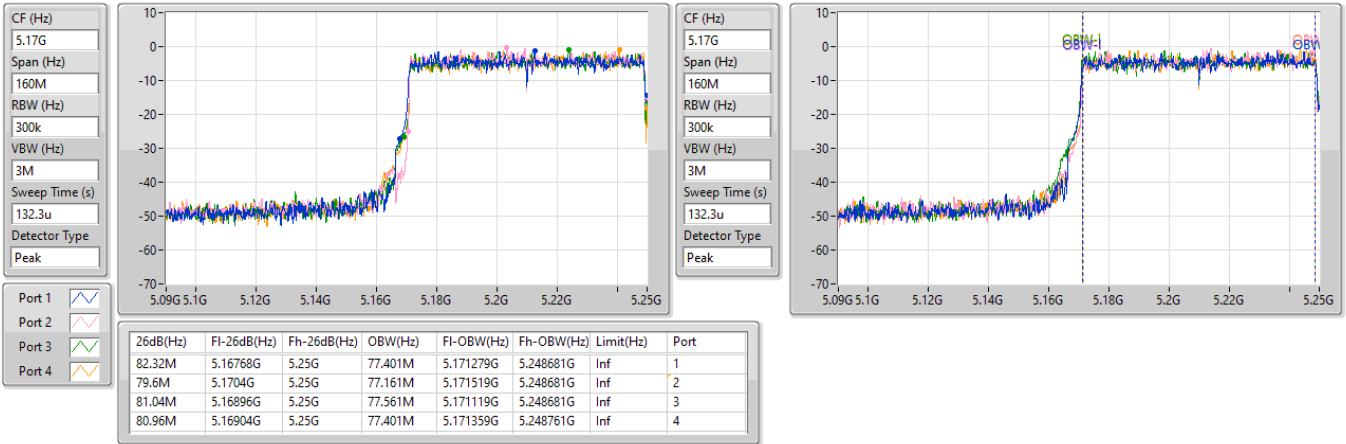 CF (Hz)
5.17G
Span (Hz)
160M
RBW (Hz)
300k
VBW (Hz)
3M
Sweep Time (s)
132.3u
Detector Type
Peak
10
0
-10
-20
-30
-40
-50
-60
-70
5.09G 5.1G 5.12G 5.14G 5.16G 5.18G 5.2G 5.22G 5.25G
CF (Hz)
5.17G
Span (Hz)
160M
RBW (Hz)
300k
VBW (Hz)
3M
Sweep Time (s)
132.3u
Detector Type
Peak
10
0
-10
-20
-30
-40
-50
-60
-70
OBW-l
OBW
5.09G 5.1G 5.12G 5.14G 5.16G 5.18G 5.2G 5.22G 5.25G
Port 1
Port 2
Port 3
Port 4
26dB(Hz) Fl-26dB(Hz) Fh-26dB(Hz) OBW(Hz) Fl-OBW(Hz) Fh-OBW(Hz) Limit(Hz) Port
82.32M 5.16768G 5.25G 77.401M 5.171279G 5.248681G Inf 1
79.6M 5.1704G 5.25G 77.161M 5.171519G 5.248681G Inf 2
81.04M 5.16896G 5.25G 77.561M 5.171119G 5.248681G Inf 3
80.96M 5.16904G 5.25G 77.401M 5.171359G 5.248761G Inf 4